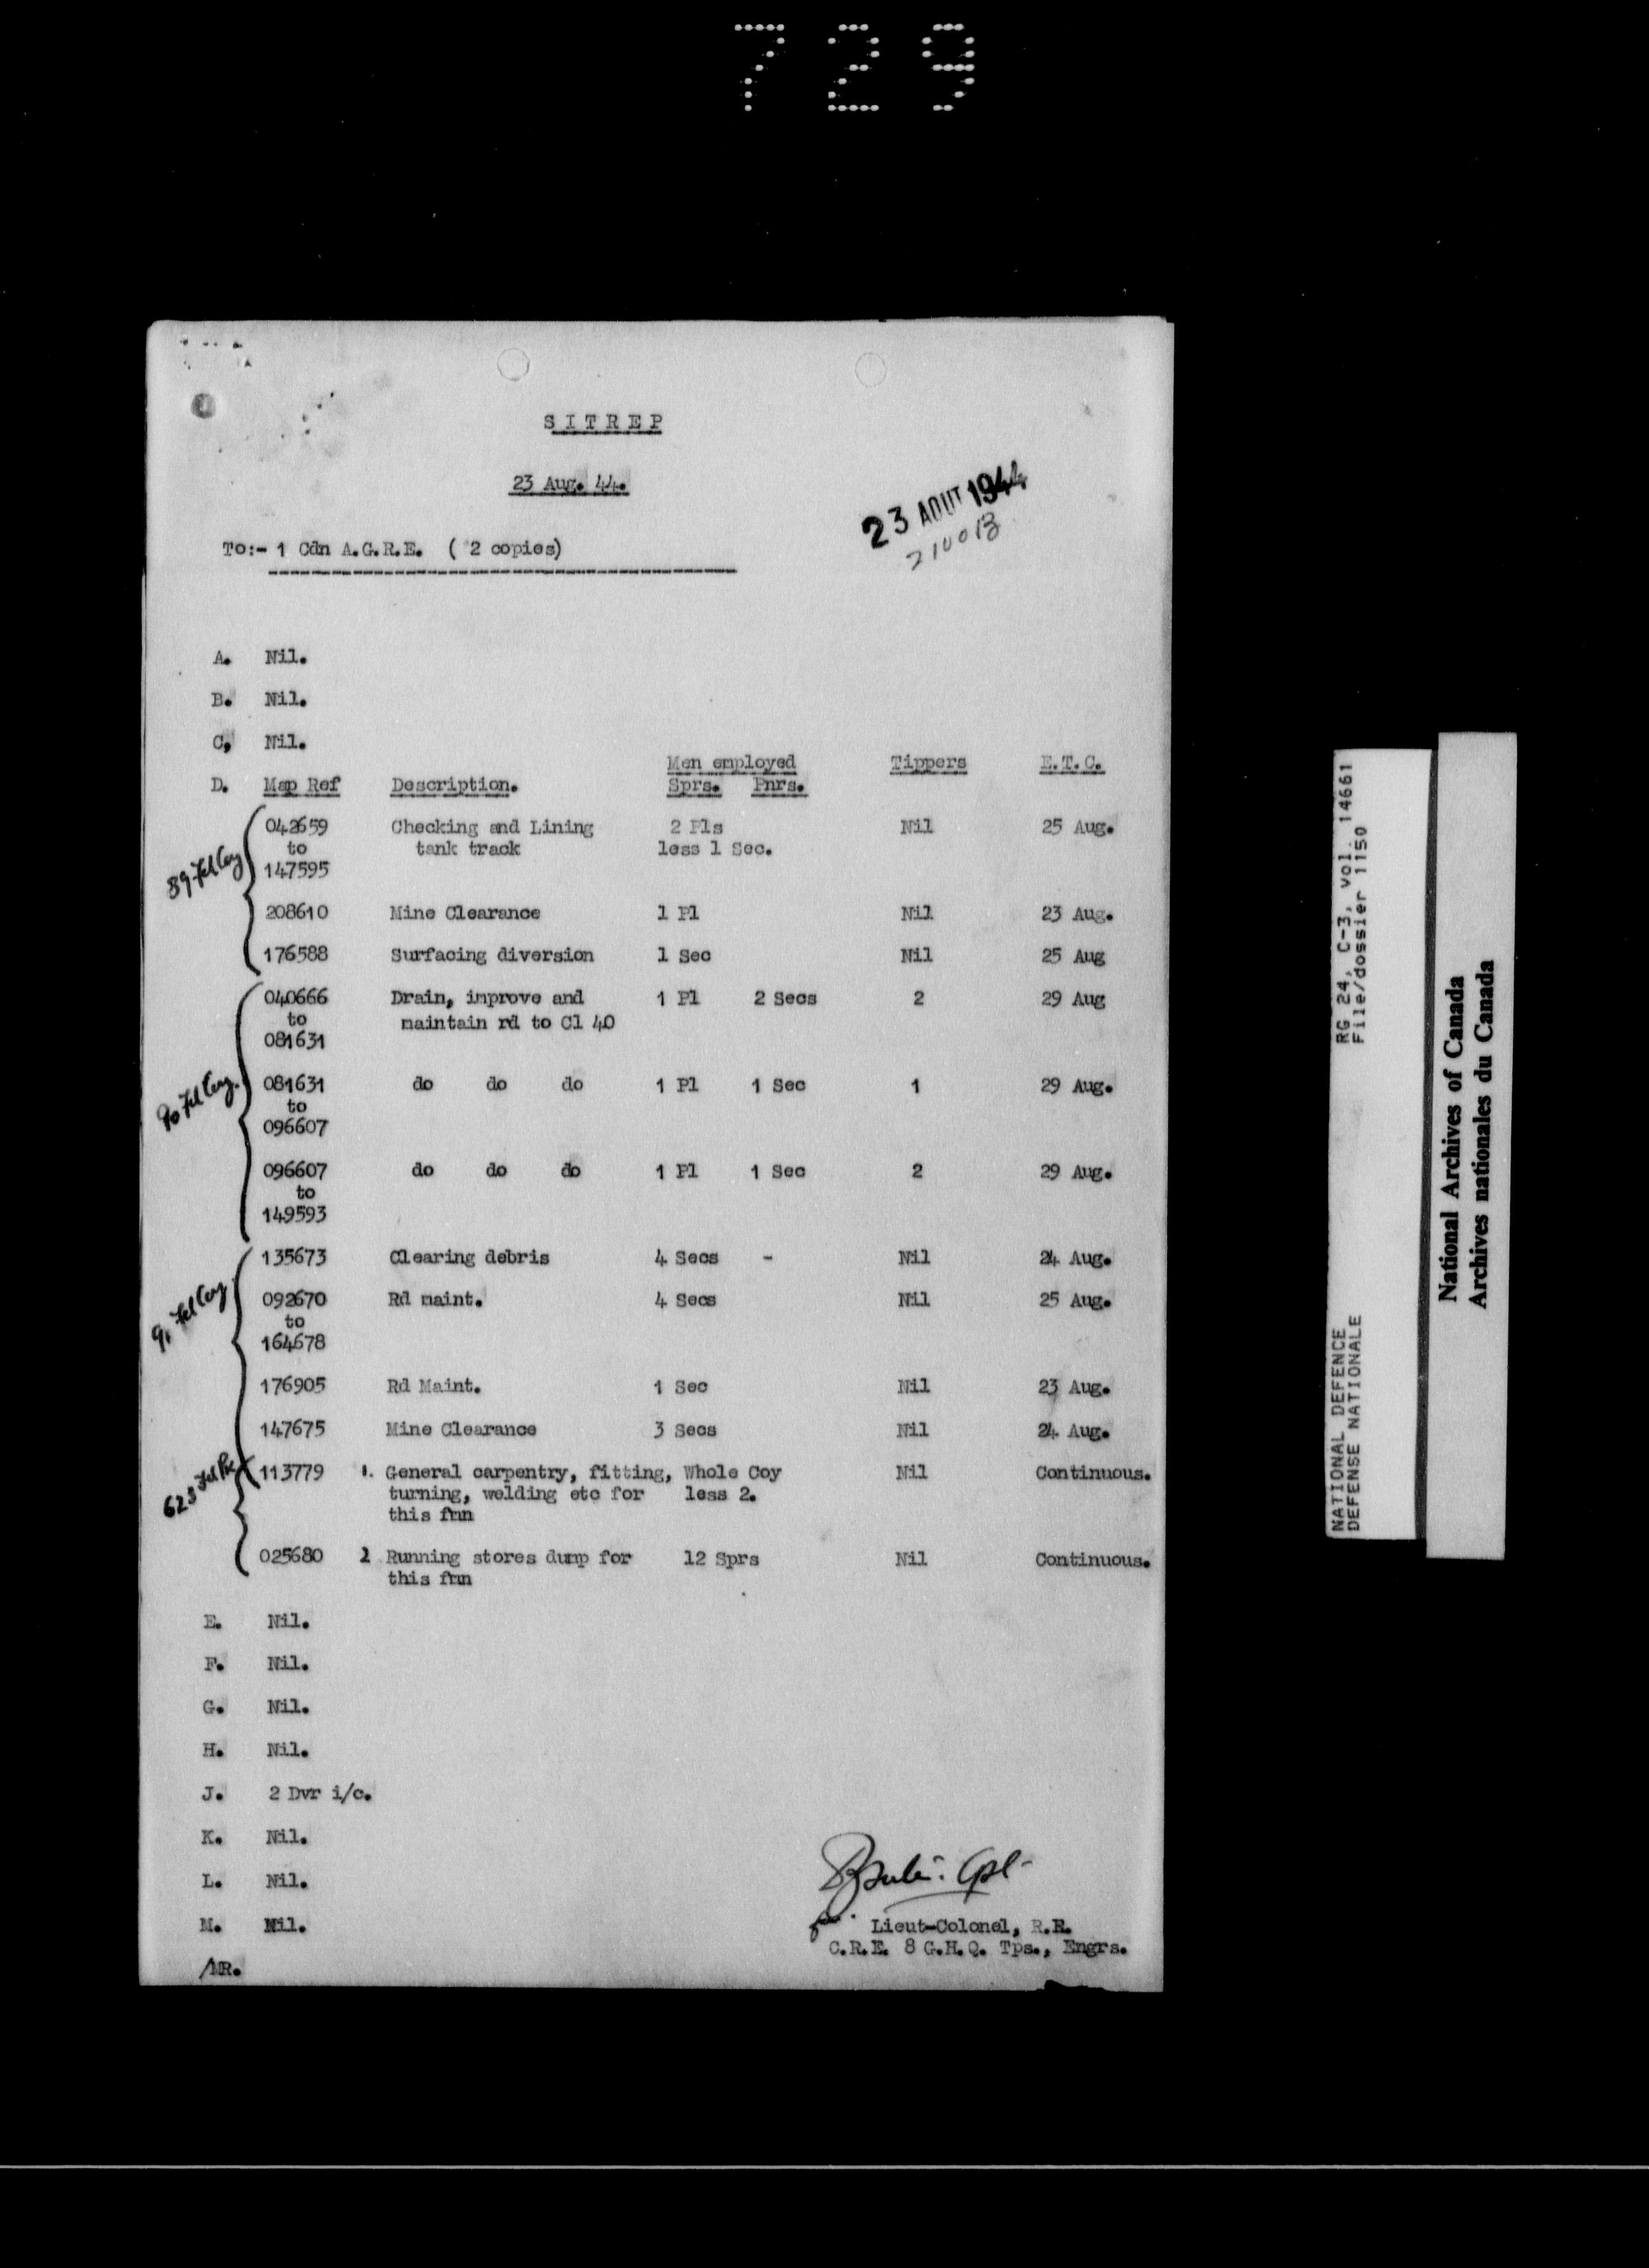 729
SITREP
23 Aug. 44.
23 AOUT 1944
2100B
To:- 1 Cdn A.G.R.E. ( 2 copies)
A. Nil.
B. Nil.
C, Nil.
Men employed Tippers E.T.C.
D. Map Ref Description. Sprs. Pnrs.
89 Fd Coy
042659 Checking and Lining 2 Pls Nil 25 Aug.
to tank track less 1 Sec.
147595
208610 Mine Clearance 1 Pl Nil 23 Aug.
176588 Surfacing diversion 1 Sec Nil 25 Aug
90 Fd Coy.
040666 Drain, improve and 1 Pl 2 Secs 2 29 Aug
to maintain rd to Cl 40
081631
081631 do do do 1 Pl 1 Sec 1 29 Aug.
to
096607
096607 do do do 1 Pl 1 Sec 2 29 Aug.
to
149593
91 Fd Coy
135673 Clearing debris 4 Secs - Nil 24 Aug.
092670 Rd maint. 4 Secs Nil 25 Aug.
to
164678
176905 Rd Maint. 1 Sec Nil 23 Aug.
147675 Mine Clearance 3 Secs Nil 24 Aug.
623 Fd Pk
113779 1. General carpentry, fitting, Whole Coy Nil Continuous.
turning, welding etc for less 2.
this fmn
025680 2 Running stores dump for 12 Sprs Nil Continuous.
this fmn
E. Nil.
F. Nil.
G. Nil.
H. Nil.
J. 2 Dvr i/c.
K. Nil.
L. Nil.
Cpt
M. Nil.
for Lieut-Colonel, R.E.
C.R.E. 8 G.H.Q. Tps., Engrs.
/MR.
RG 24, C-3, vol. 14661
File/dossier 1150
NATIONAL DEFENCE
DEFENSE NATIONALE
National Archives of Canada
Archives nationales du Canada